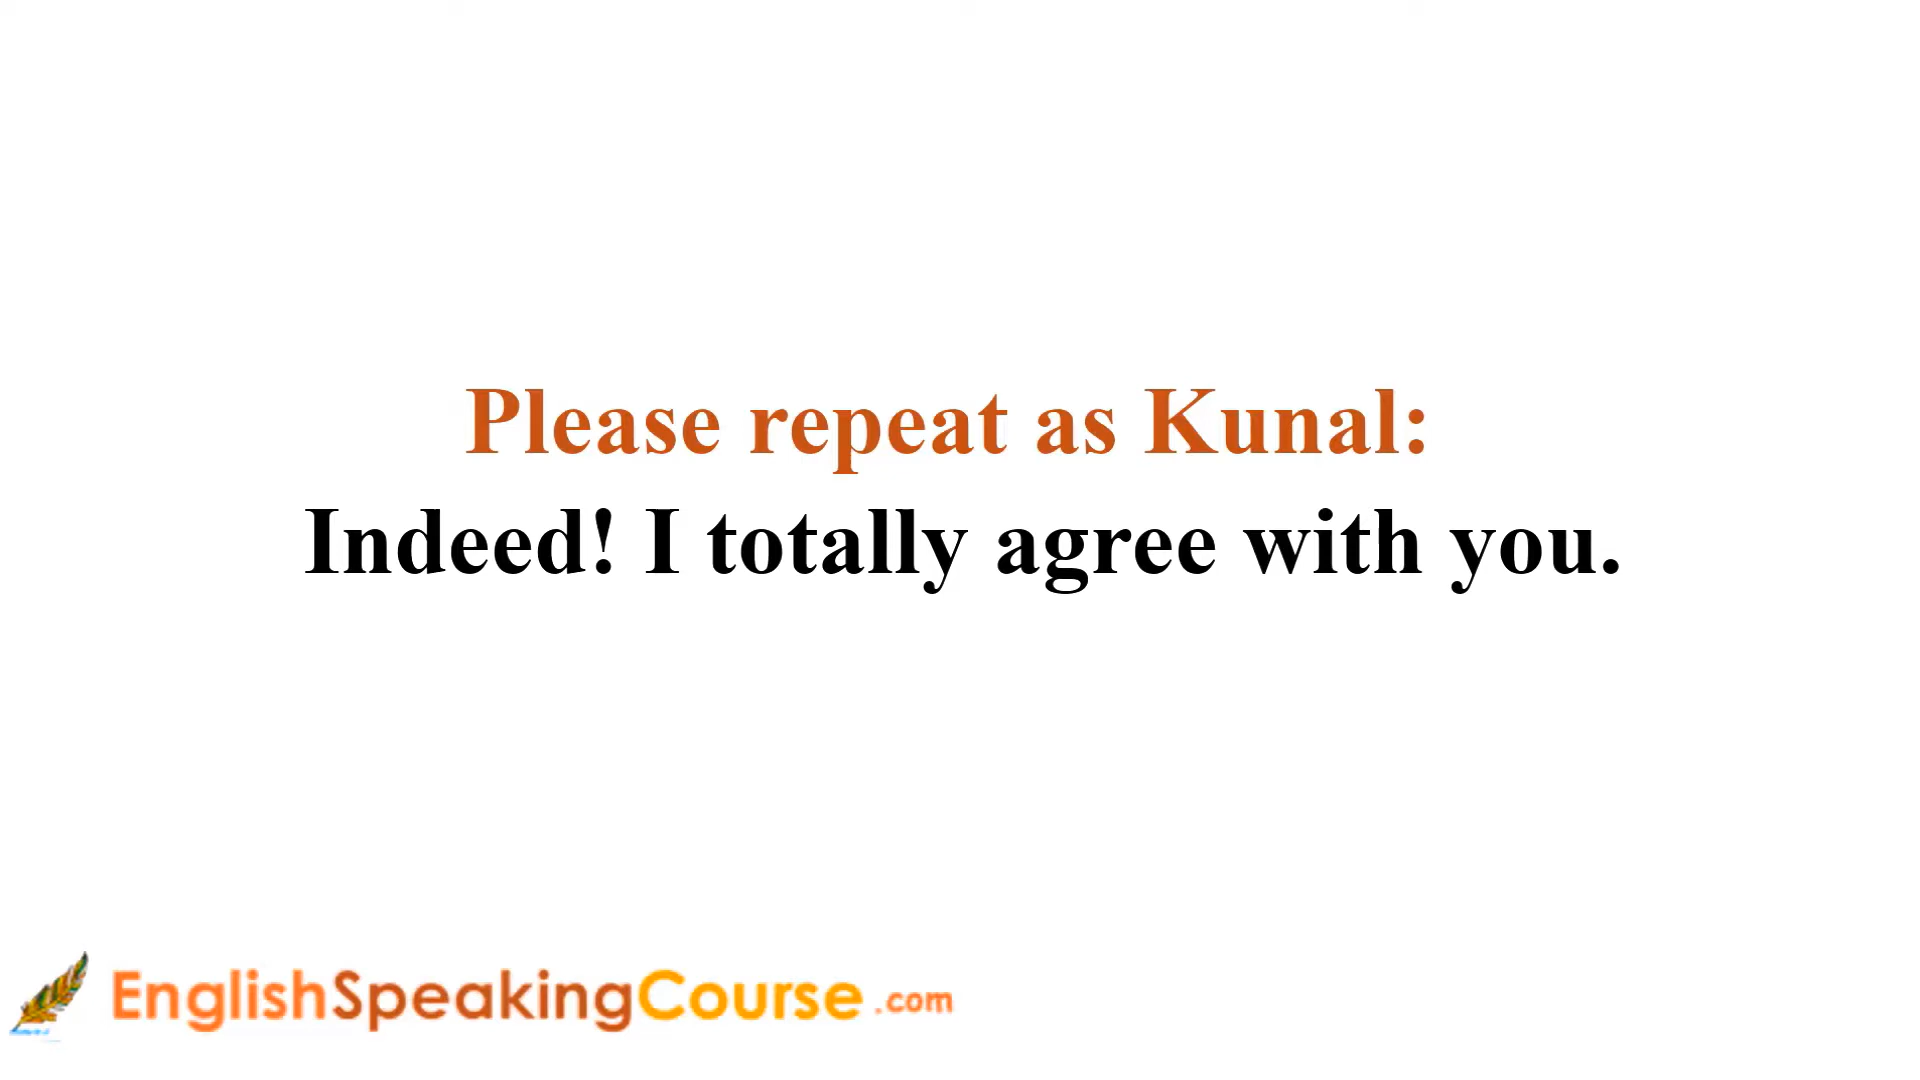 Please repeat as Kunal:
Indeed! I totally agree with you.
EnglishSpeakingCourse.com